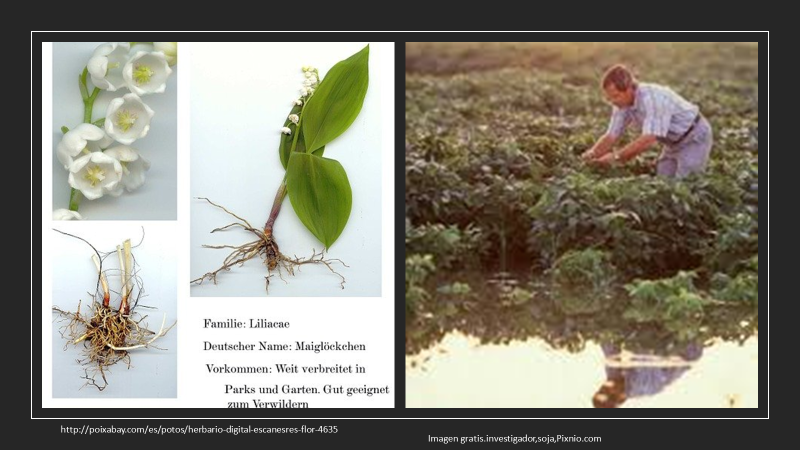 Familie: Liliacae
Deutscher Name: Maiglöckchen
Vorkommen: Weit verbreitet in
Parks und Garten. Gut geeignet
zum Verwildern
http://poixabay.com/es/potos/herbario-digital-escanesres-flor-4635
Imagen gratis.investigador,soja,Pixnio.com